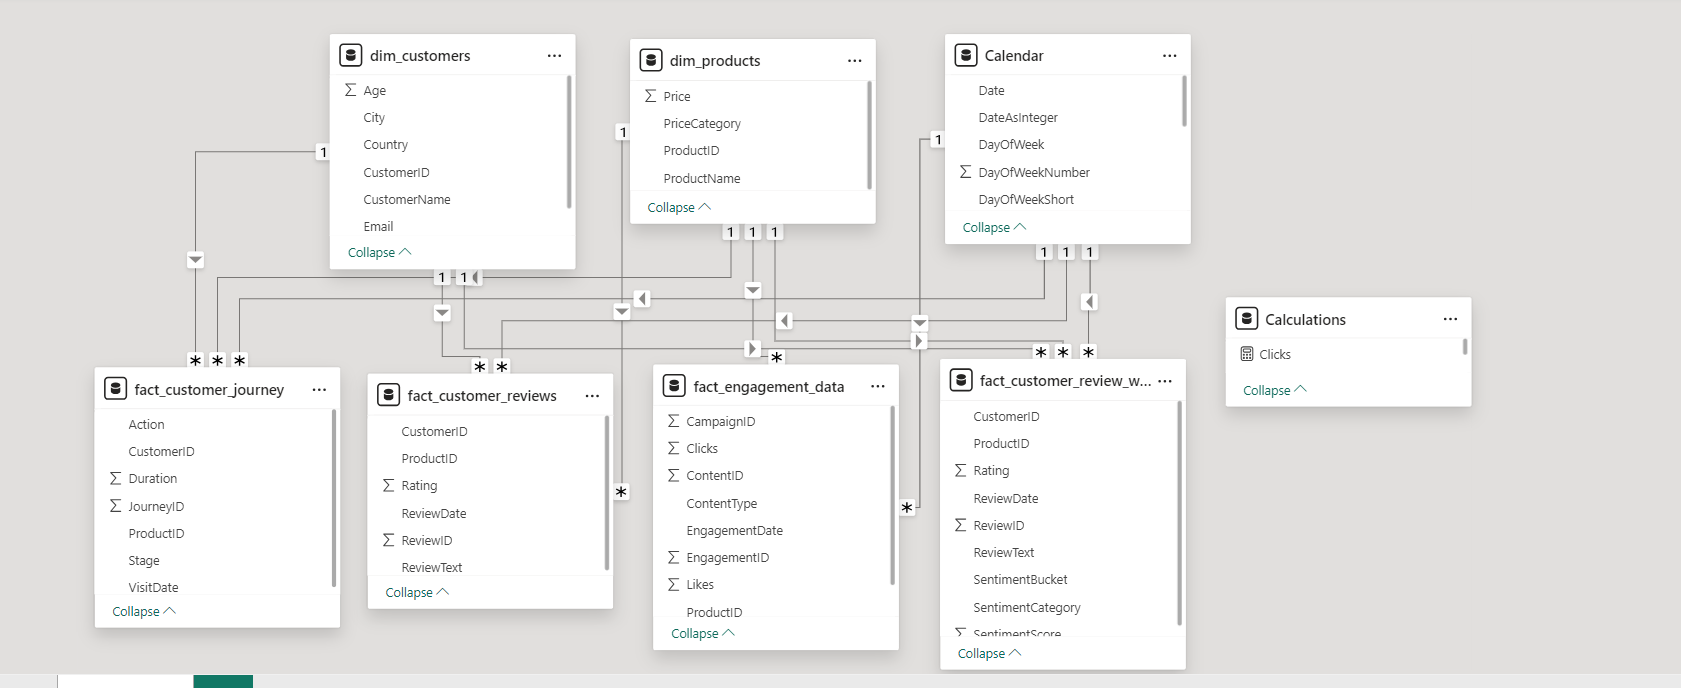 dim_customers
Age
City
Country
CustomerID
CustomerName
Email
Collapse
dim_products
Price
PriceCategory
ProductID
ProductName
Collapse
Calendar
Date
DateAsInteger
DayOfWeek
DayOfWeekNumber
DayOfWeekShort
Collapse
1
1
1
1
1
1
1
1
1
1
1
Calculations
Clicks
Collapse
*
*
*
*
*
*
*
*
*
*
*
fact_customer_journey
Action
CustomerID
Duration
JourneyID
ProductID
Stage
VisitDate
Collapse
fact_customer_reviews
CustomerID
ProductID
Rating
ReviewDate
ReviewID
ReviewText
Collapse
fact_engagement_data
CampaignID
Clicks
ContentID
ContentType
EngagementDate
EngagementID
Likes
ProductID
Collapse
fact_customer_review_w...
CustomerID
ProductID
Rating
ReviewDate
ReviewID
ReviewText
SentimentBucket
SentimentCategory
SentimentScore
Collapse